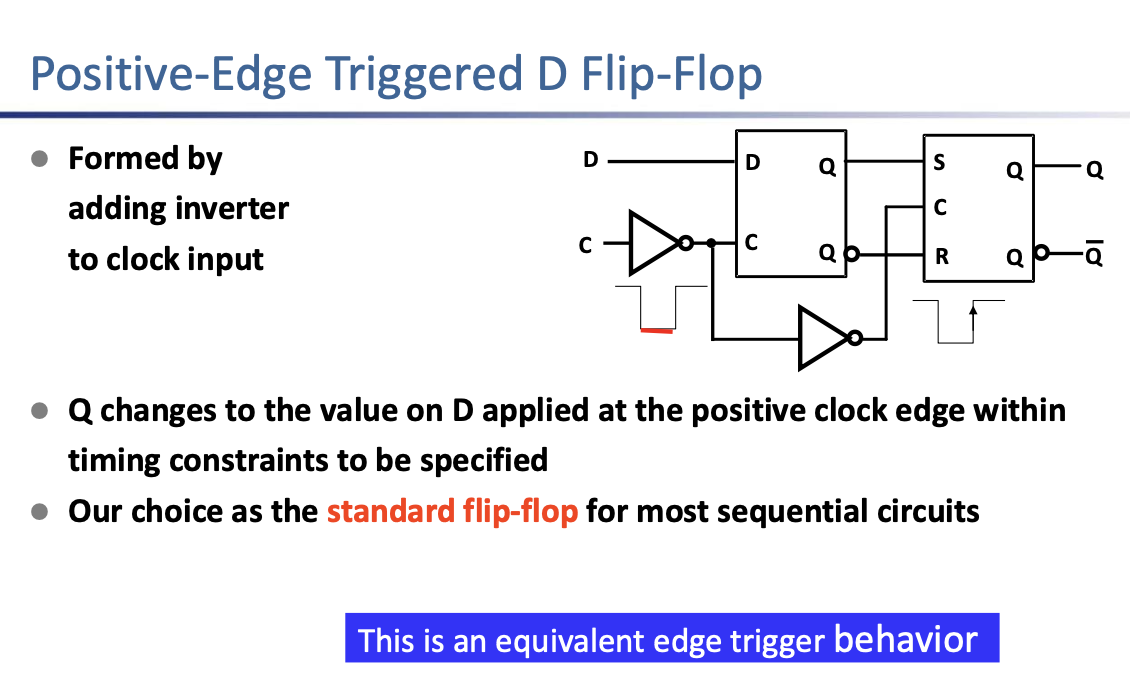 Positive-Edge Triggered D Flip-Flop
Formed by
adding inverter
to clock input
D
D
Q
S
Q
Q
C
C
C
Q
R
Q
Q̅
Q changes to the value on D applied at the positive clock edge within
timing constraints to be specified
Our choice as the standard flip-flop for most sequential circuits
This is an equivalent edge trigger behavior